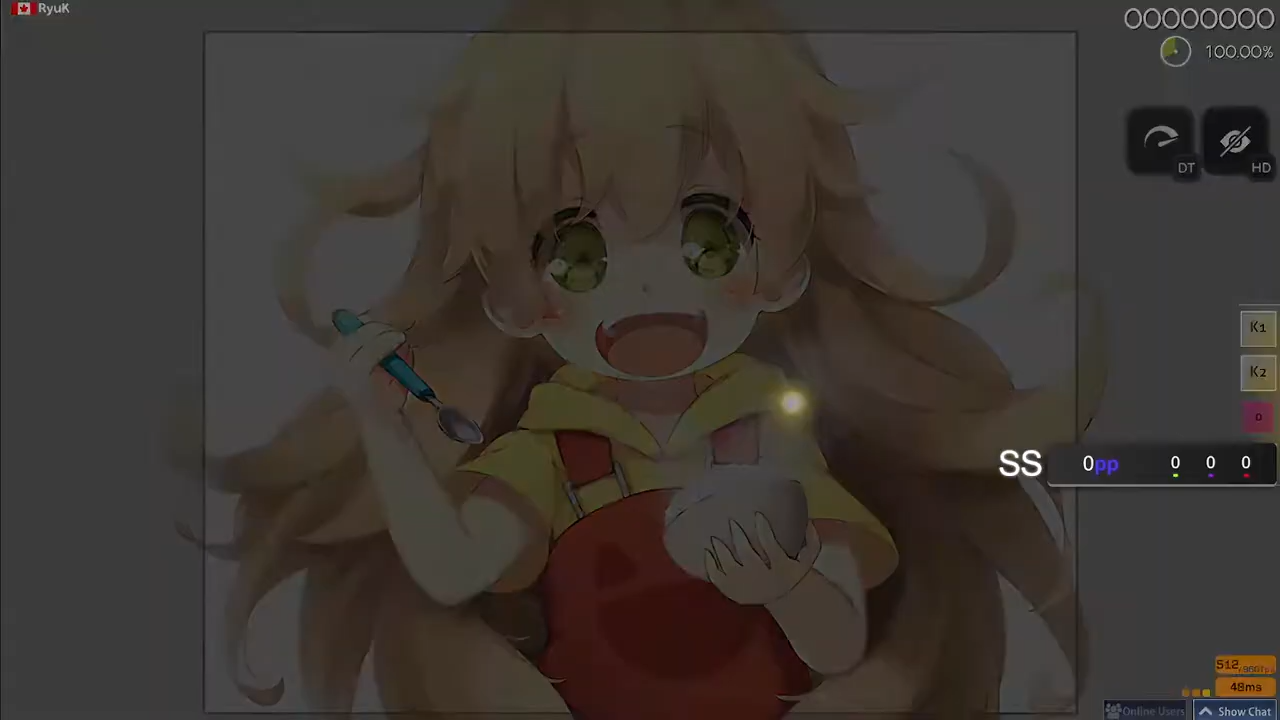 RyuK
00000000
100.00%
DT
HD
K1
K2
0
SS 0pp 0 0 0
512
48ms
Online Users
Show Chat